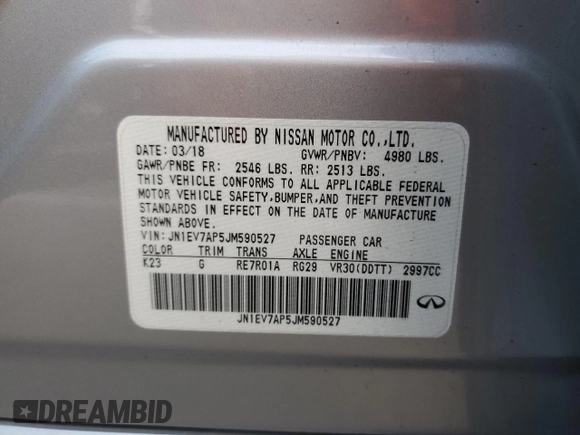 MANUFACTURED BY NISSAN MOTOR CO.,LTD.
DATE: 03/18 GVWR/PNBV: 4980 LBS.
GAWR/PNBE FR: 2546 LBS. RR: 2513 LBS.
THIS VEHICLE CONFORMS TO ALL APPLICABLE FEDERAL
MOTOR VEHICLE SAFETY,BUMPER,AND THEFT PREVENTION
STANDARDS IN EFFECT ON THE DATE OF MANUFACTURE
SHOWN ABOVE.
VIN: JN1EV7AP5JM590527 PASSENGER CAR
COLOR TRIM TRANS AXLE ENGINE
K23 G RE7R01A RG29 VR30(DDTT) 2997CC
JN1EV7AP5JM590527
DREAMBID